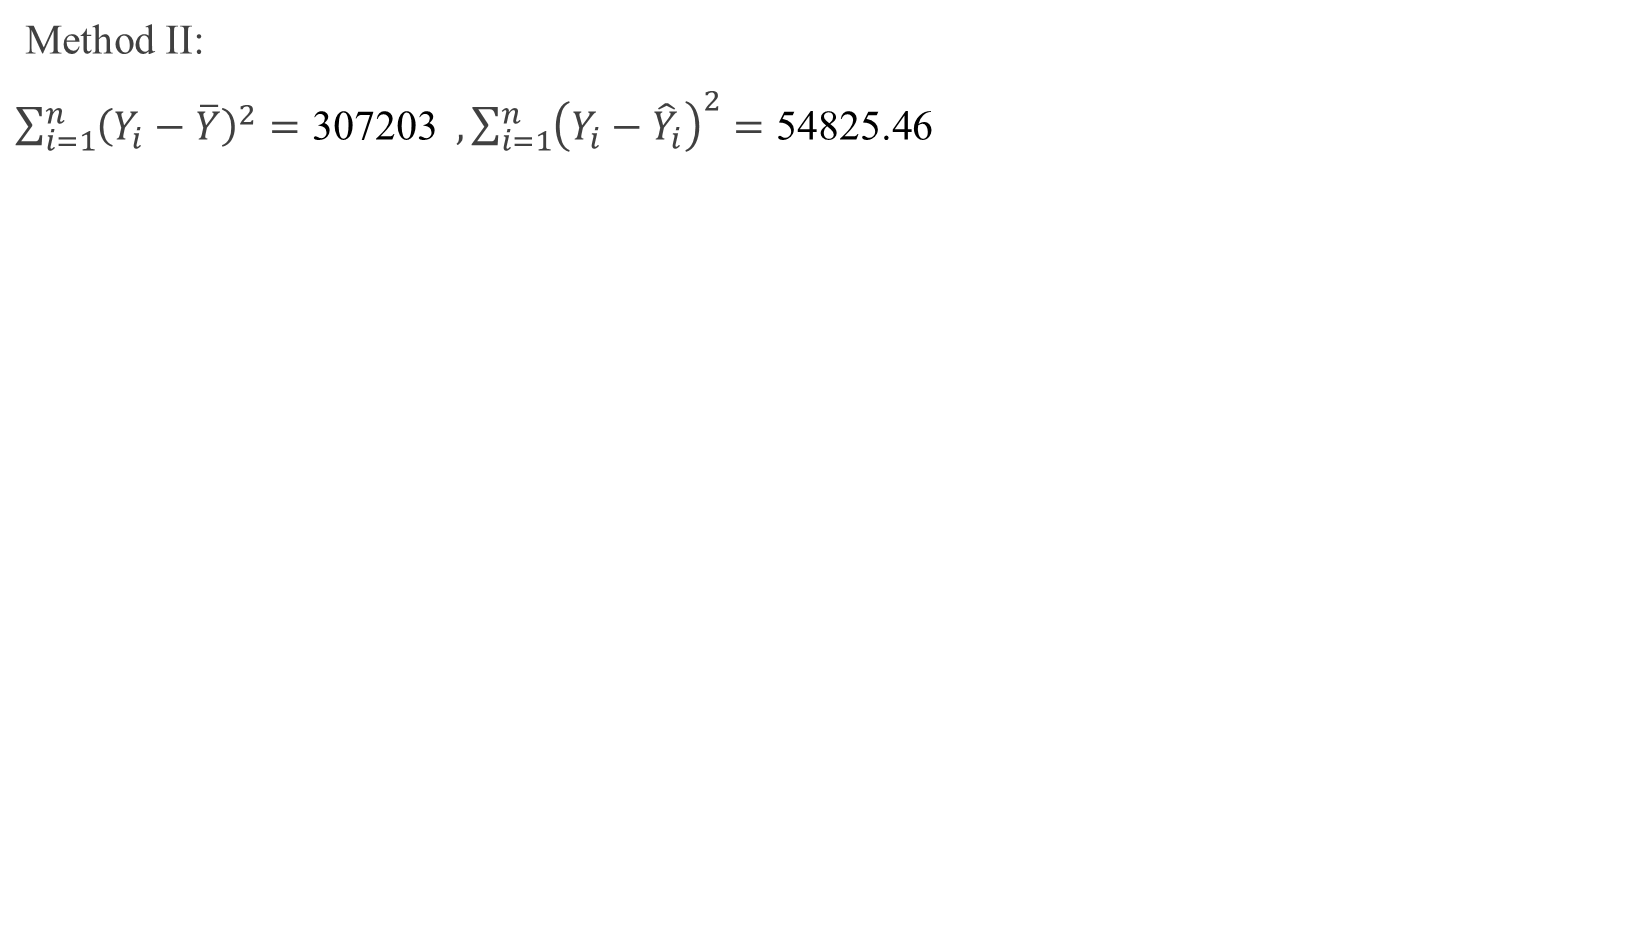 Method II:
∑ⁿᵢ₌₁(Yᵢ − Ȳ)² = 307203 ,∑ⁿᵢ₌₁(Yᵢ − Ŷᵢ)² = 54825.46